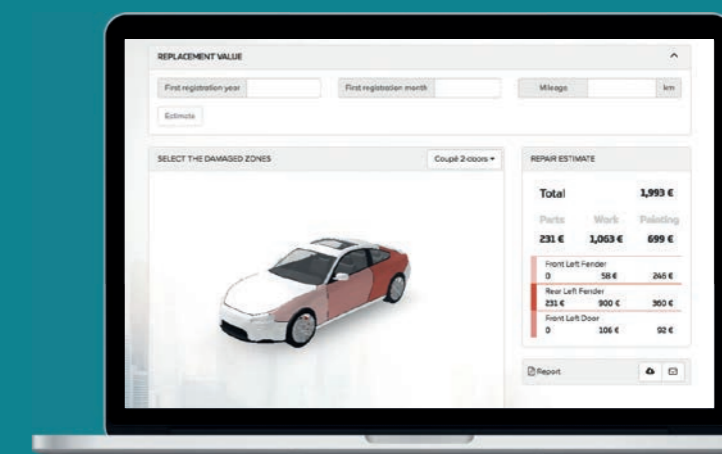 REPLACEMENT VALUE
First registration year
First registration month
Mileage
km
Estimate
SELECT THE DAMAGED ZONES
Coupé 2-doors
REPAIR ESTIMATE
Total 1,993 €
Parts Work Painting
231 € 1,063 € 699 €
Front Left Fender
0 58 € 246 €
Rear Left Fender
231 € 900 € 360 €
Front Left Door
0 106 € 92 €
Report